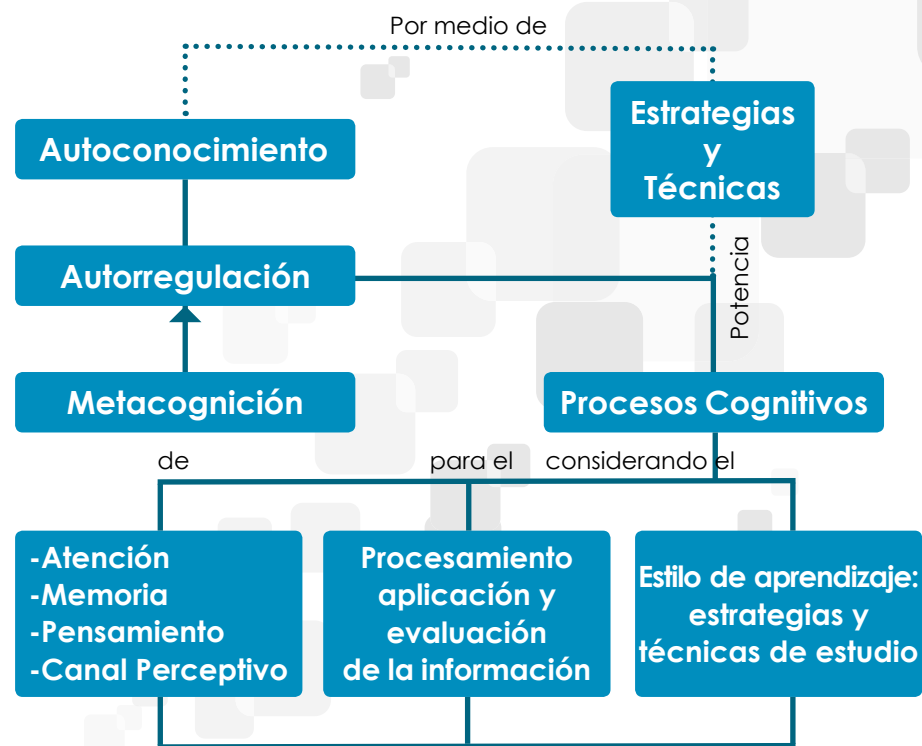 Por medio de
Autoconocimiento
Estrategias
y
Técnicas
Autorregulación
Potencia
Metacognición
Procesos Cognitivos
de
para el
considerando el
-Atención
-Memoria
-Pensamiento
-Canal Perceptivo
Procesamiento
aplicación y
evaluación
de la información
Estilo de aprendizaje:
estrategias y
técnicas de estudio